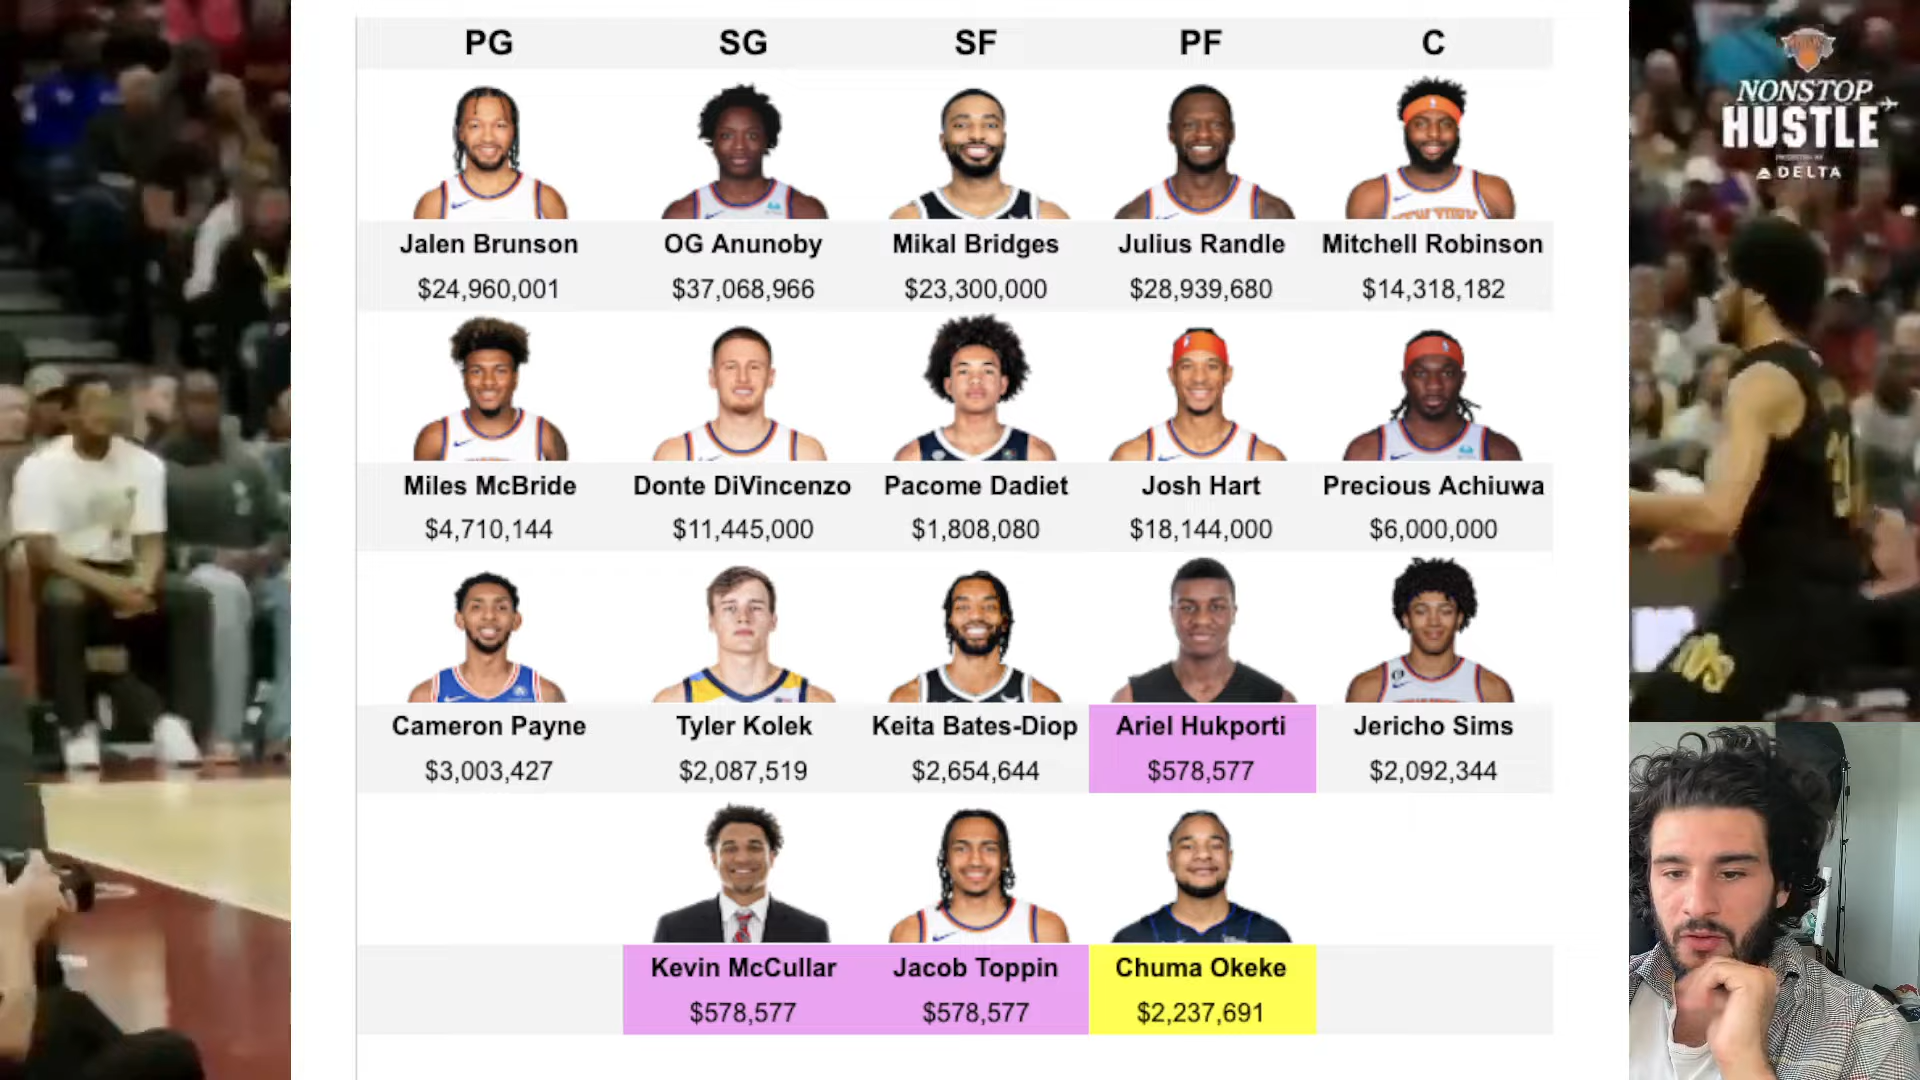 PG SG SF PF C
Jalen Brunson OG Anunoby Mikal Bridges Julius Randle Mitchell Robinson
$24,960,001 $37,068,966 $23,300,000 $28,939,680 $14,318,182
Miles McBride Donte DiVincenzo Pacome Dadiet Josh Hart Precious Achiuwa
$4,710,144 $11,445,000 $1,808,080 $18,144,000 $6,000,000
Cameron Payne Tyler Kolek Keita Bates-Diop Ariel Hukporti Jericho Sims
$3,003,427 $2,087,519 $2,654,644 $578,577 $2,092,344
Kevin McCullar Jacob Toppin Chuma Okeke
$578,577 $578,577 $2,237,691
NONSTOP
HUSTLE
DELTA